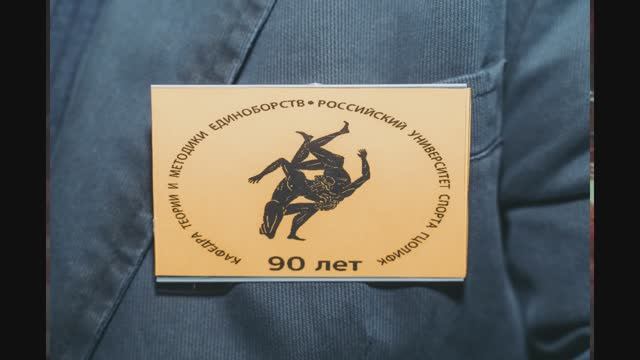 КАФЕДРА ТЕОРИИ И МЕТОДИКИ ЕДИНОБОРСТВ • РОССИЙСКИЙ УНИВЕРСИТЕТ СПОРТА ГЦОЛИФК
90 лет